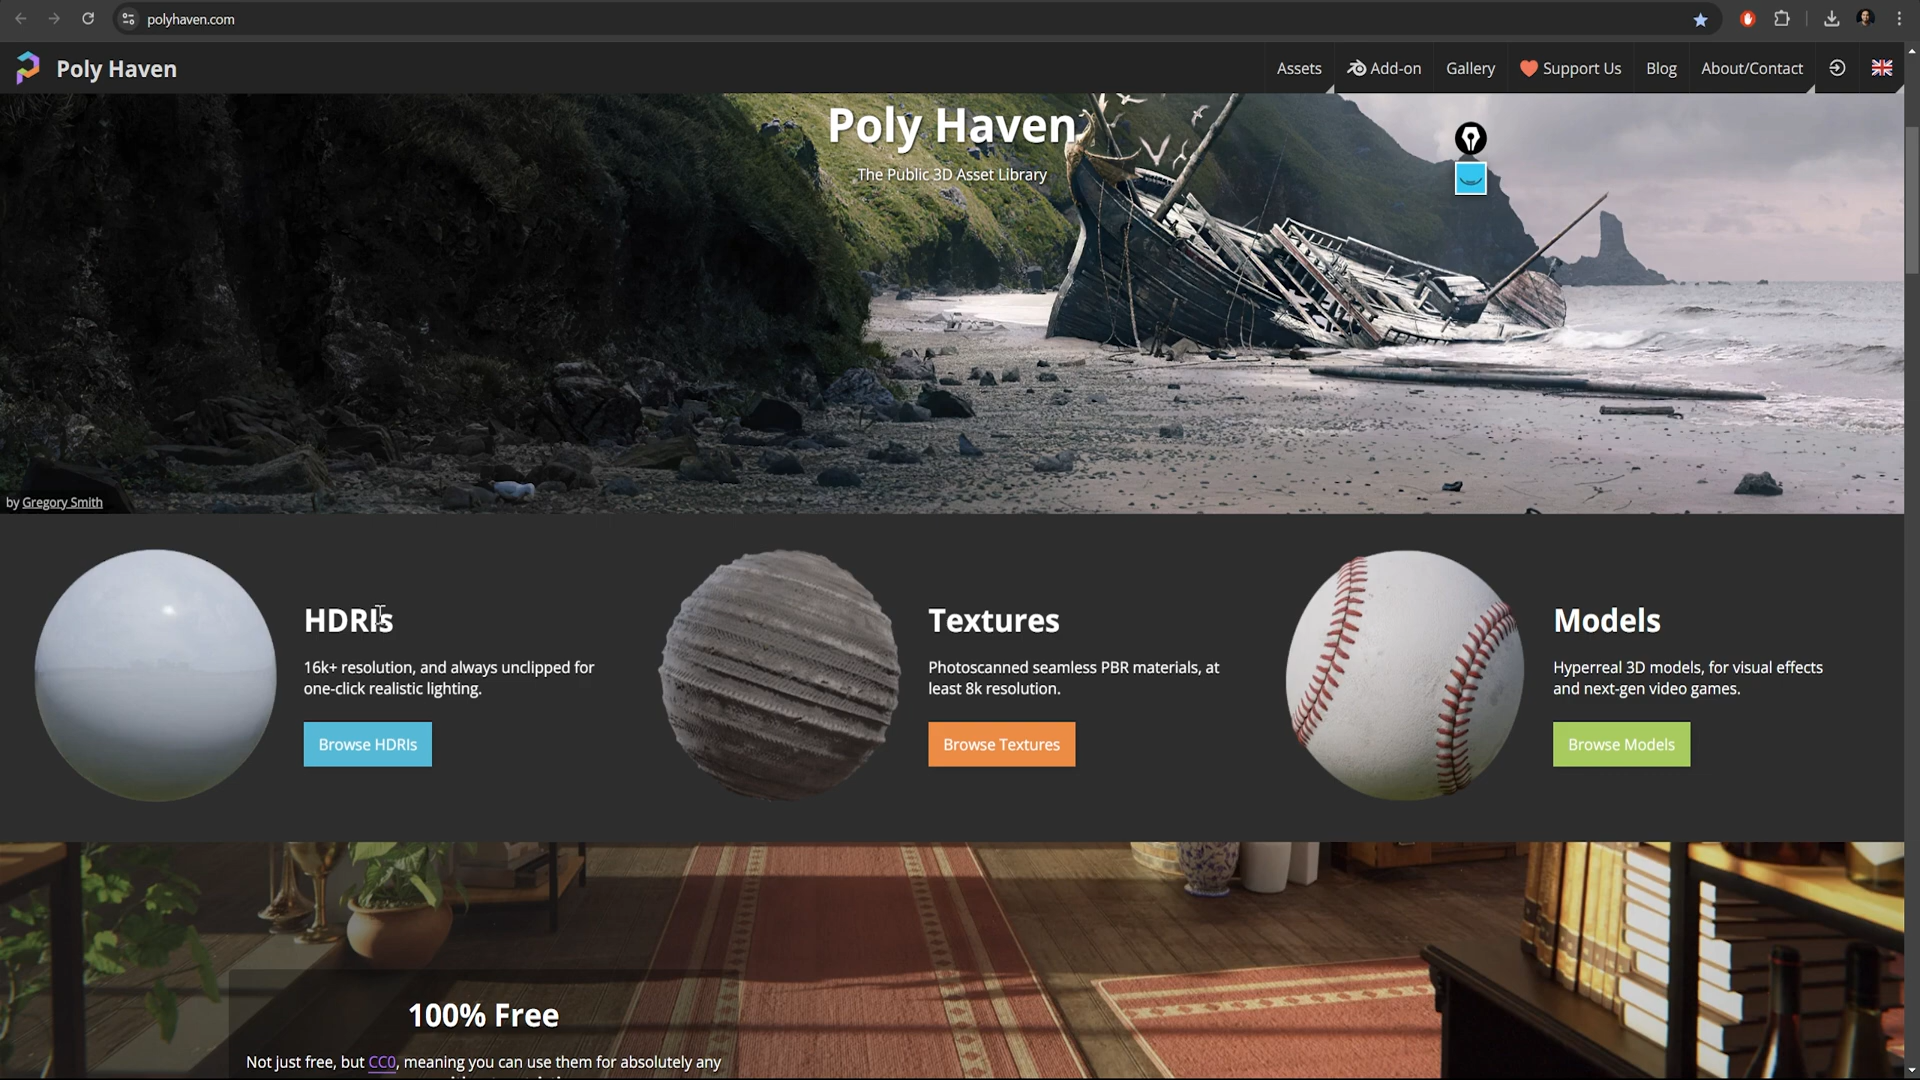 polyhaven.com
Poly Haven
Assets
Add-on
Gallery
Support Us
Blog
About/Contact
Poly Haven
The Public 3D Asset Library
by Gregory Smith
HDRIs
16k+ resolution, and always unclipped for
one-click realistic lighting.
Browse HDRIs
Textures
Photoscanned seamless PBR materials, at
least 8k resolution.
Browse Textures
Models
Hyperreal 3D models, for visual effects
and next-gen video games.
Browse Models
100% Free
Not just free, but CC0, meaning you can use them for absolutely any